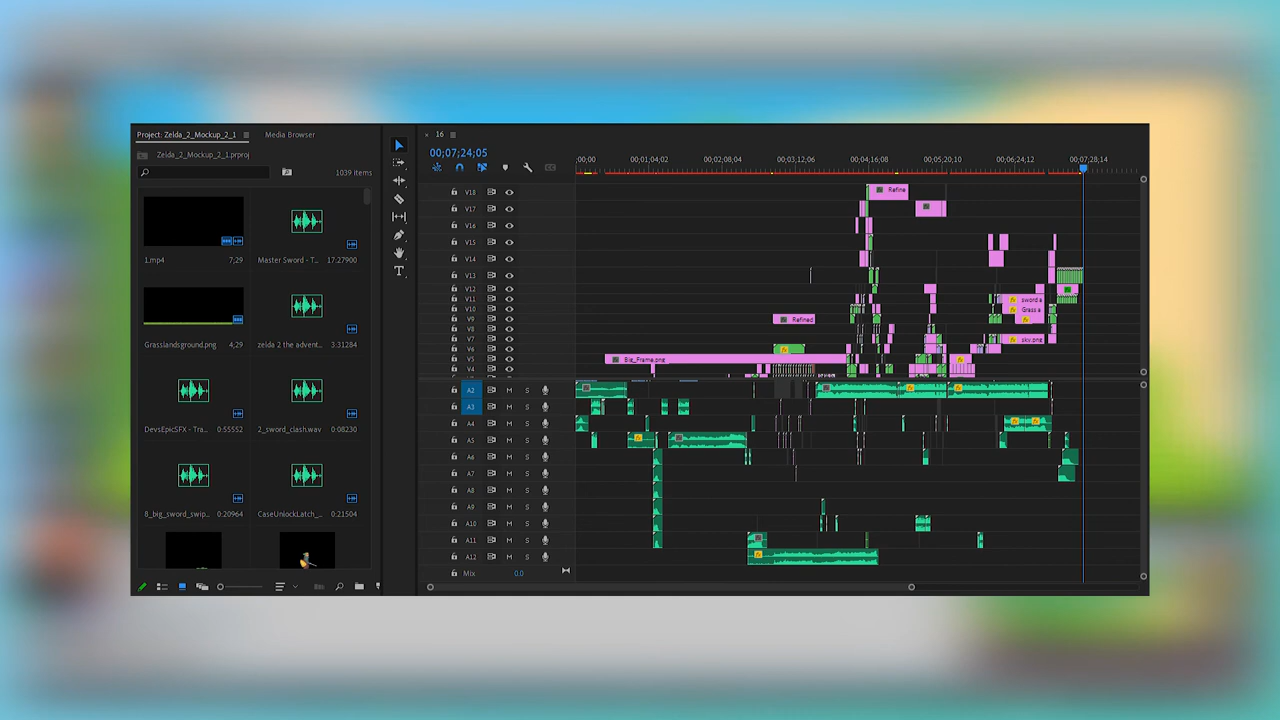 Project: Zelda_2_Mockup_2_1
Media Browser
Zelda_2_Mockup_2_1.prproj
1039 items
1.mp4 7;29
Master Sword - T... 17:27900
Grasslandsground.png 4;29
zelda 2 the advent... 3:31284
DevsEpicSFX - Tra... 0:55552
2_sword_clash.wav 0:08230
8_big_sword_swip... 0:20964
CaseUnlockLatch_... 0:21504
T
× 16
00;07;24;05
;00;00 00;01;04;02 00;02;08;04 00;03;12;06 00;04;16;08 00;05;20;10 00;06;24;12 00;07;28;14
V18 Refine
V17
V16
V15
V14
V13
V12
V11 sword.a
V10 Grass.a
V9 Refined
V8
V7 sky.png
V6
V5 Big_Frame.png
V4
A2 M S
A3 M S
A4 M S
A5 M S
A6 M S
A7 M S
A8 M S
A9 M S
A10 M S
A11 M S
A12 M S
Mix 0.0